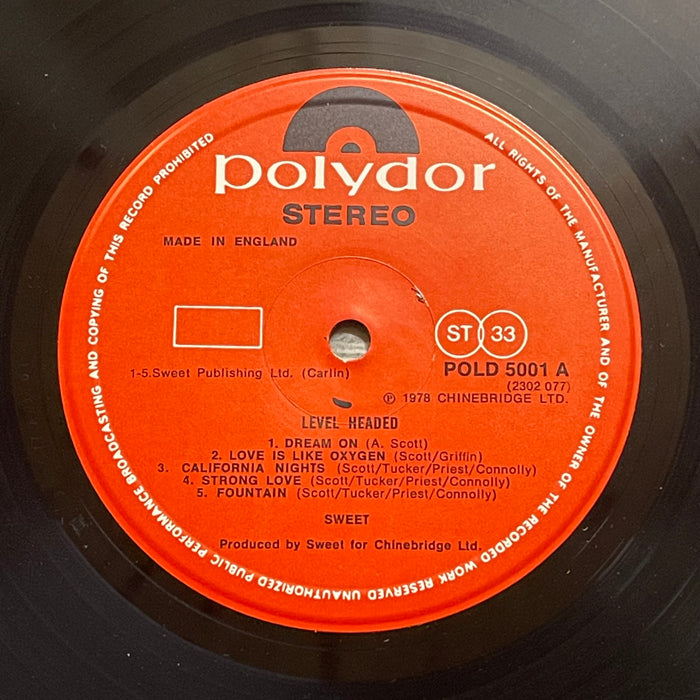 polydor
STEREO
MADE IN ENGLAND
ST 33
POLD 5001 A
(2302 077)
1-5.Sweet Publishing Ltd. (Carlin)
℗ 1978 CHINEBRIDGE LTD.
LEVEL HEADED
1. DREAM ON (A. Scott)
2. LOVE IS LIKE OXYGEN (Scott/Griffin)
3. CALIFORNIA NIGHTS (Scott/Tucker/Priest/Connolly)
4. STRONG LOVE (Scott/Tucker/Priest/Connolly)
5. FOUNTAIN (Scott/Tucker/Priest/Connolly)
SWEET
Produced by Sweet for Chinebridge Ltd.
ALL RIGHTS OF THE MANUFACTURER AND OF THE OWNER OF THE RECORDED WORK RESERVED UNAUTHORIZED PUBLIC PERFORMANCE BROADCASTING AND COPYING OF THIS RECORD PROHIBITED